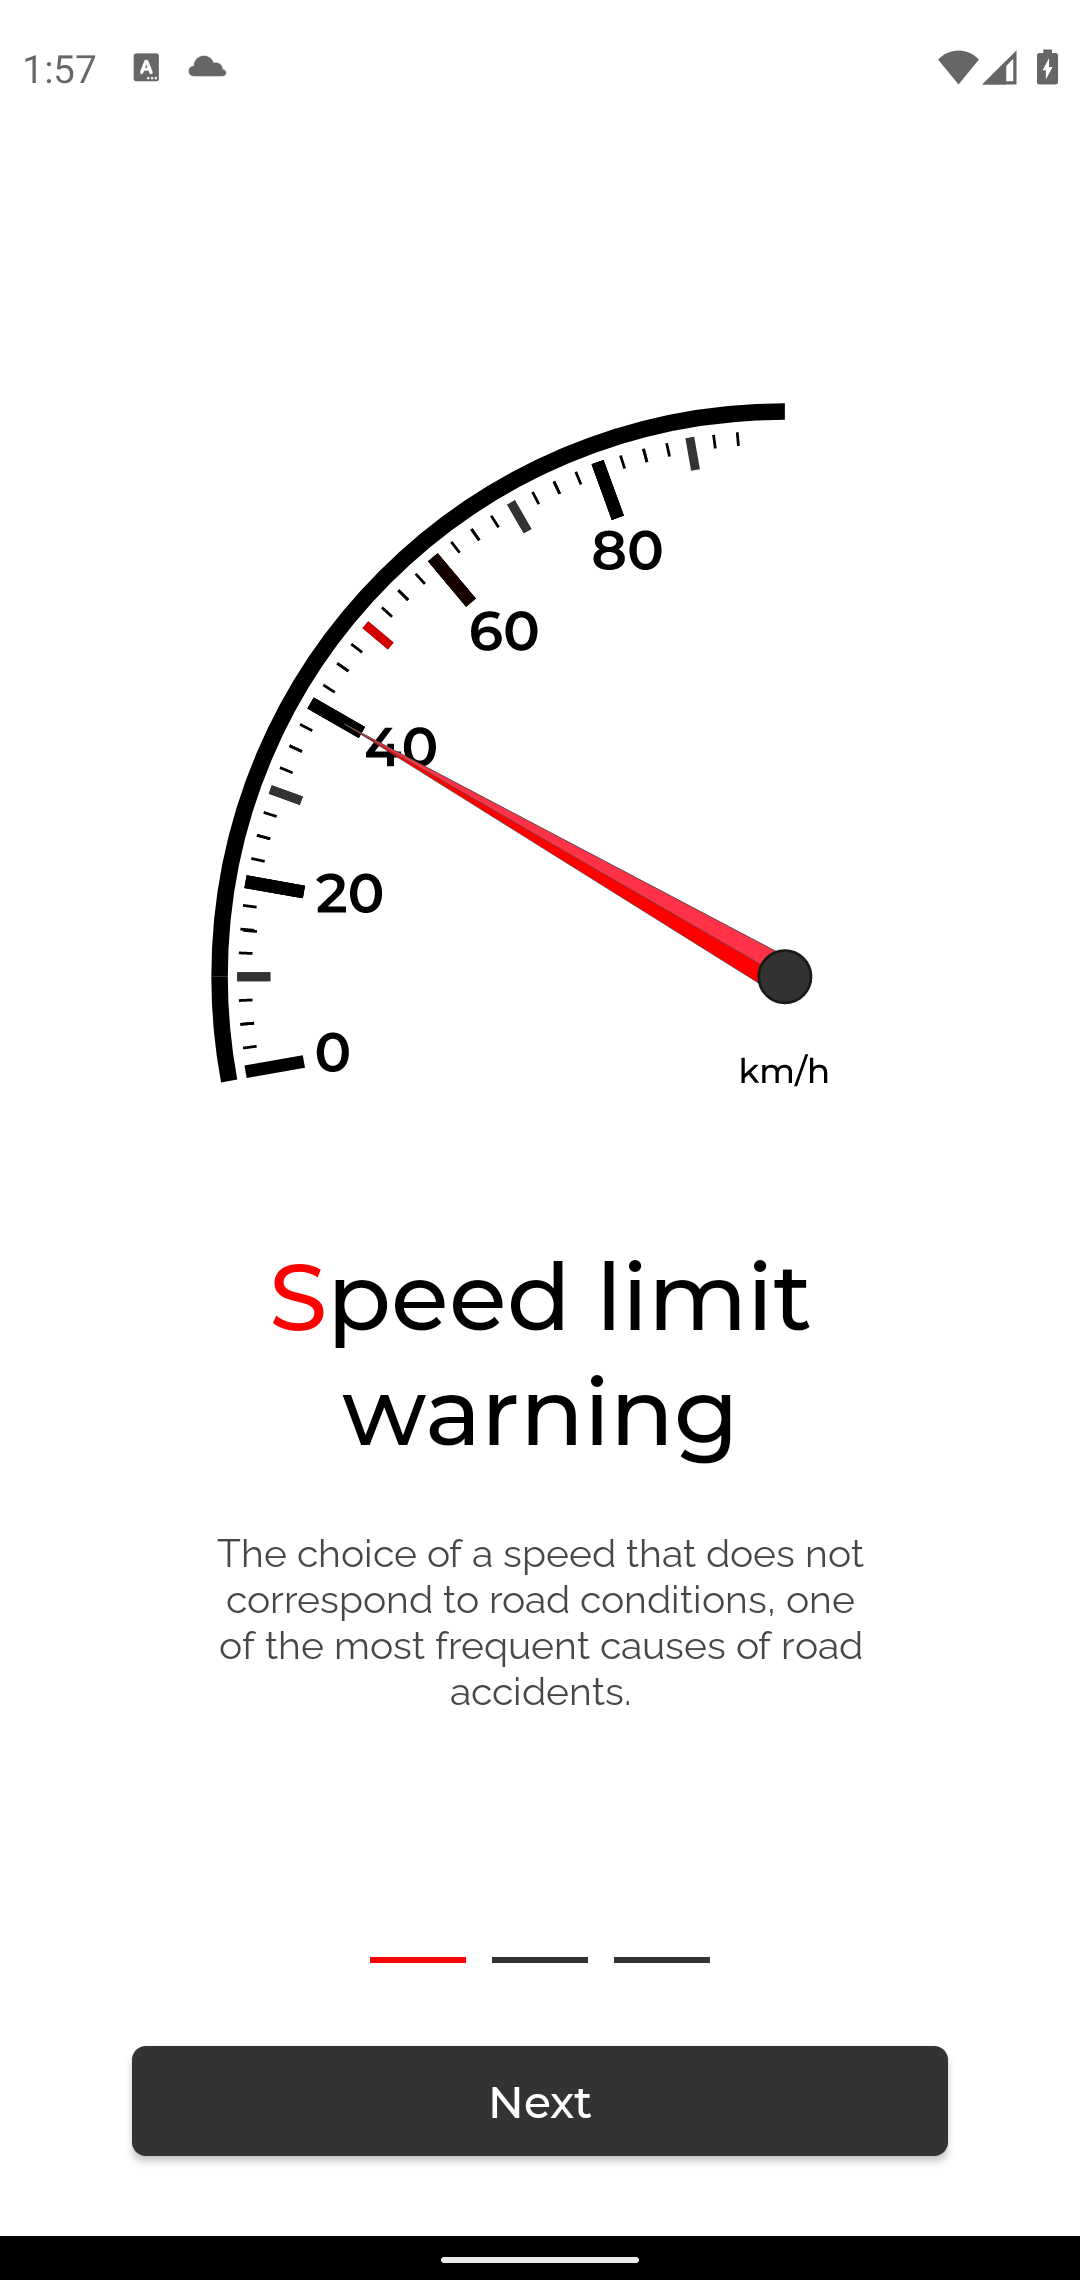 1:57
80
60
40
20
0
km/h
Speed limit
warning
The choice of a speed that does not
correspond to road conditions, one
of the most frequent causes of road
accidents.
Next